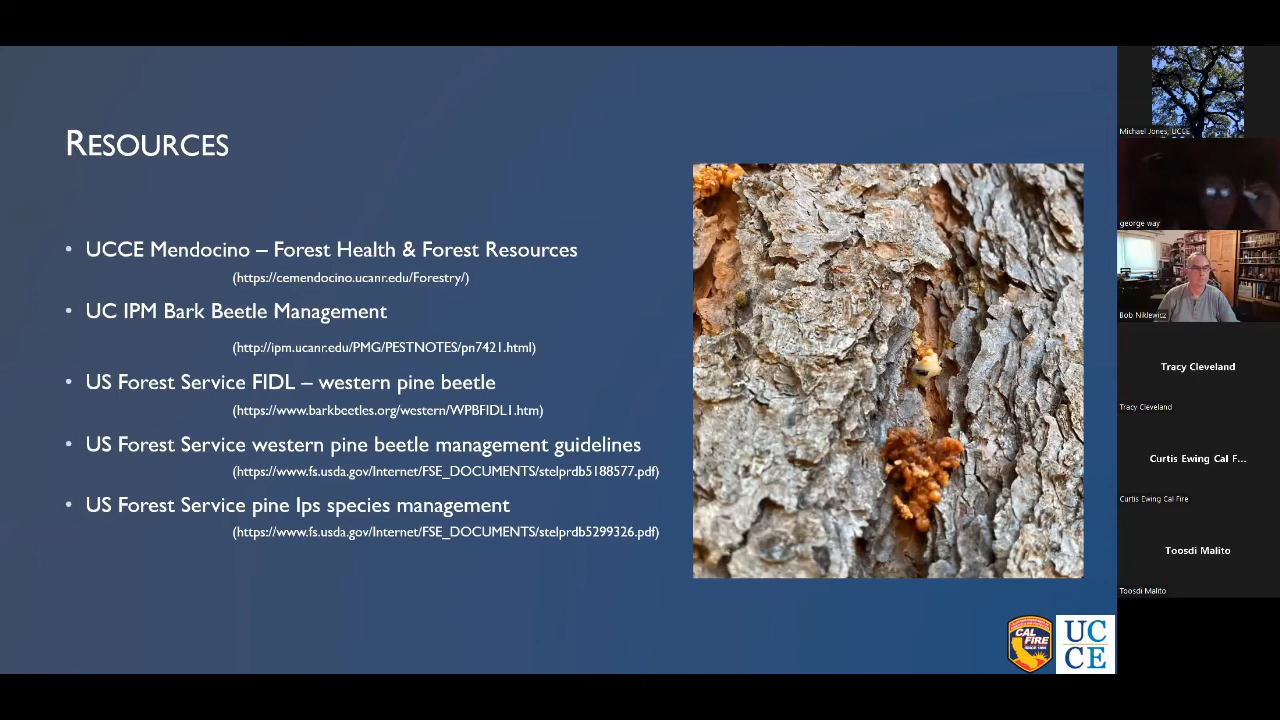 RESOURCES
• UCCE Mendocino – Forest Health & Forest Resources
(https://cemendocino.ucanr.edu/Forestry/)
• UC IPM Bark Beetle Management
(http://ipm.ucanr.edu/PMG/PESTNOTES/pn7421.html)
• US Forest Service FIDL – western pine beetle
(https://www.barkbeetles.org/western/WPBFIDL1.htm)
• US Forest Service western pine beetle management guidelines
(https://www.fs.usda.gov/Internet/FSE_DOCUMENTS/stelprdb5188577.pdf)
• US Forest Service pine Ips species management
(https://www.fs.usda.gov/Internet/FSE_DOCUMENTS/stelprdb5299326.pdf)
CAL
FIRE
SINCE 1885
UC
CE
Michael Jones, UCCE
george way
Bob Niklewicz
Tracy Cleveland
Tracy Cleveland
Curtis Ewing Cal F...
Curtis Ewing Cal Fire
Toosdi Malito
Toosdi Malito